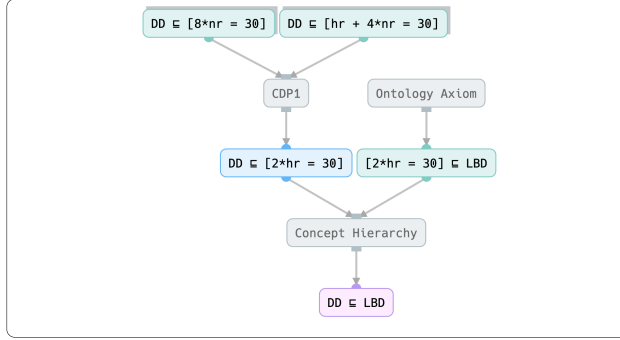 DD ⊑ [8*nr = 30] DD ⊑ [hr + 4*nr = 30]
CDP1 Ontology Axiom
DD ⊑ [2*hr = 30] [2*hr = 30] ⊑ LBD
Concept Hierarchy
DD ⊑ LBD